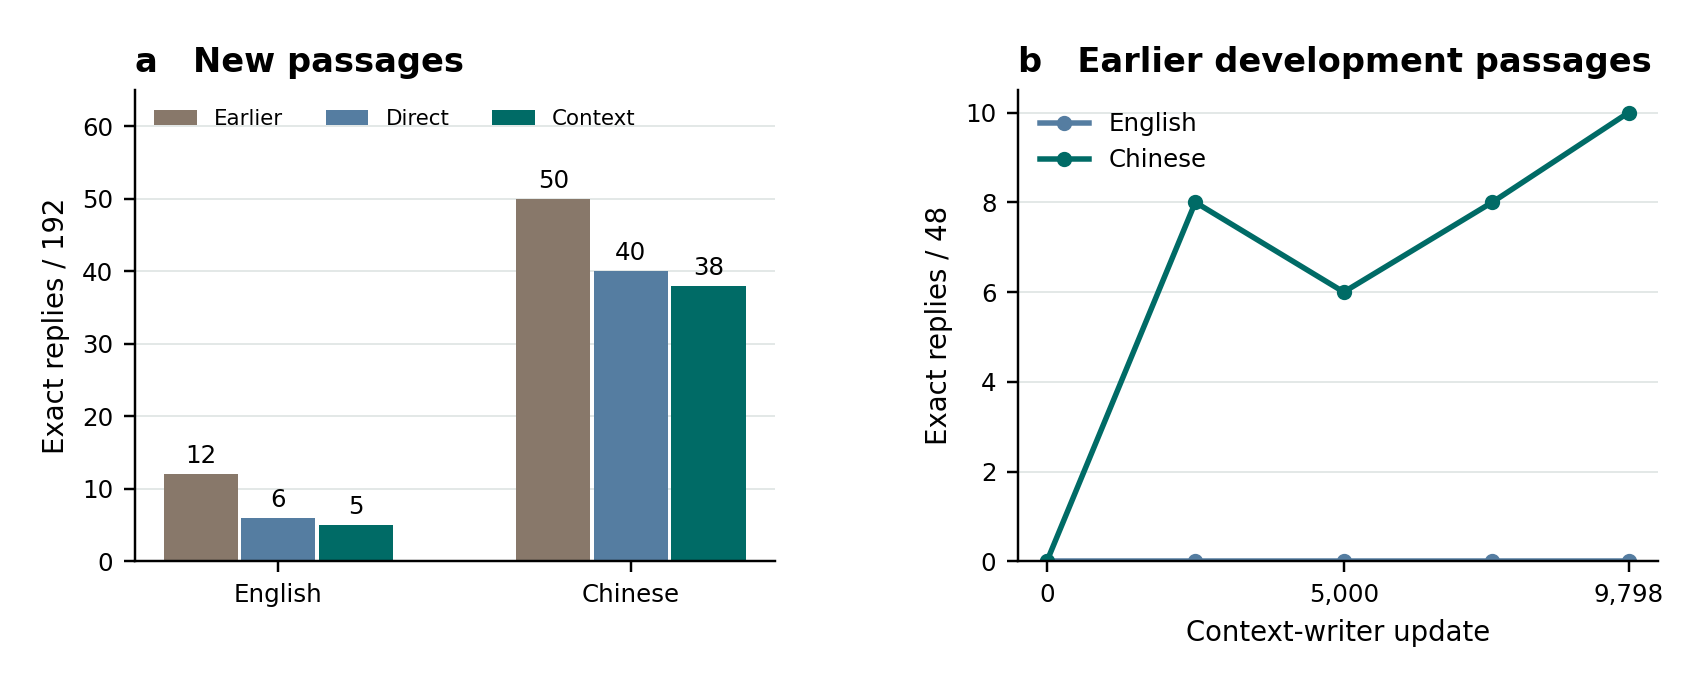 a New passages
Earlier Direct Context
Exact replies / 192
60
50
40
30
20
10
0
12
6
5
50
40
38
English Chinese
b Earlier development passages
English
Chinese
Exact replies / 48
10
8
6
4
2
0
0 5,000 9,798
Context-writer update